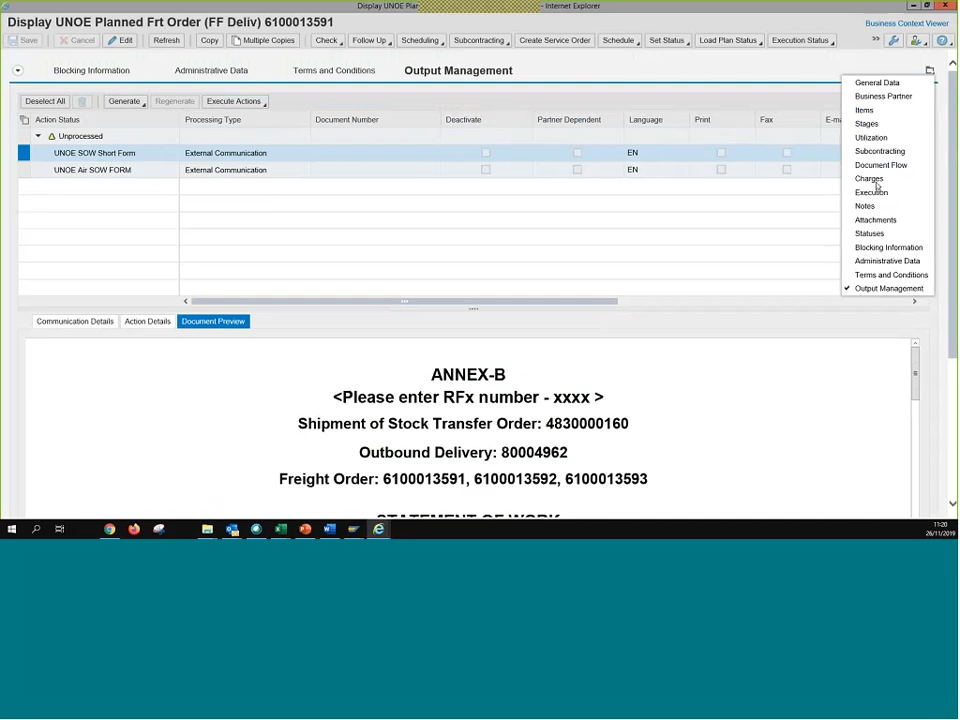 Display UNOE Plar - Internet Explorer
Display UNOE Planned Frt Order (FF Deliv) 6100013591
Business Context Viewer
Save Cancel Edit Refresh Copy Multiple Copies Check Follow Up Scheduling Subcontracting Create Service Order Schedule Set Status Load Plan Status Execution Status
Blocking Information Administrative Data Terms and Conditions Output Management
General Data
Business Partner
Items
Stages
Utilization
Subcontracting
Document Flow
Charges
Execution
Notes
Attachments
Statuses
Blocking Information
Administrative Data
Terms and Conditions
Output Management
Deselect All Generate Regenerate Execute Actions
Action Status Processing Type Document Number Deactivate Partner Dependent Language Print Fax E-ma
Unprocessed
UNOE SOW Short Form External Communication EN
UNOE Air SOW FORM External Communication EN
Communication Details Action Details Document Preview
ANNEX-B
<Please enter RFx number - xxxx >
Shipment of Stock Transfer Order: 4830000160
Outbound Delivery: 80004962
Freight Order: 6100013591, 6100013592, 6100013593
STATEMENT OF WORK
11:20
26/11/2019